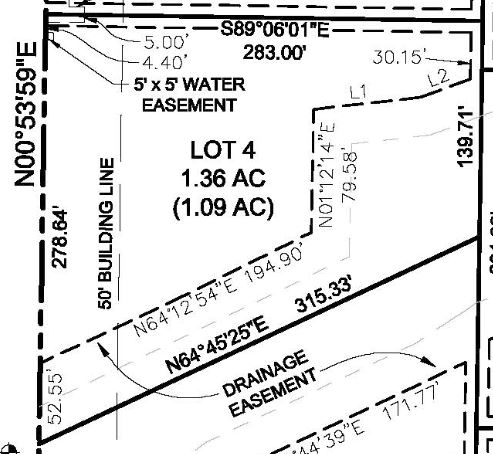 S89°06'01"E
283.00'
5.00'
4.40'
30.15'
L2
L1
5' x 5' WATER
EASEMENT
N00°53'59"E
278.64'
50' BUILDING LINE
LOT 4
1.36 AC
(1.09 AC)
N01°12'14"E
79.58'
139.71'
N64°12'54"E 194.90'
N64°45'25"E
315.33'
52.55'
DRAINAGE
EASEMENT
44'39"E 171.77'